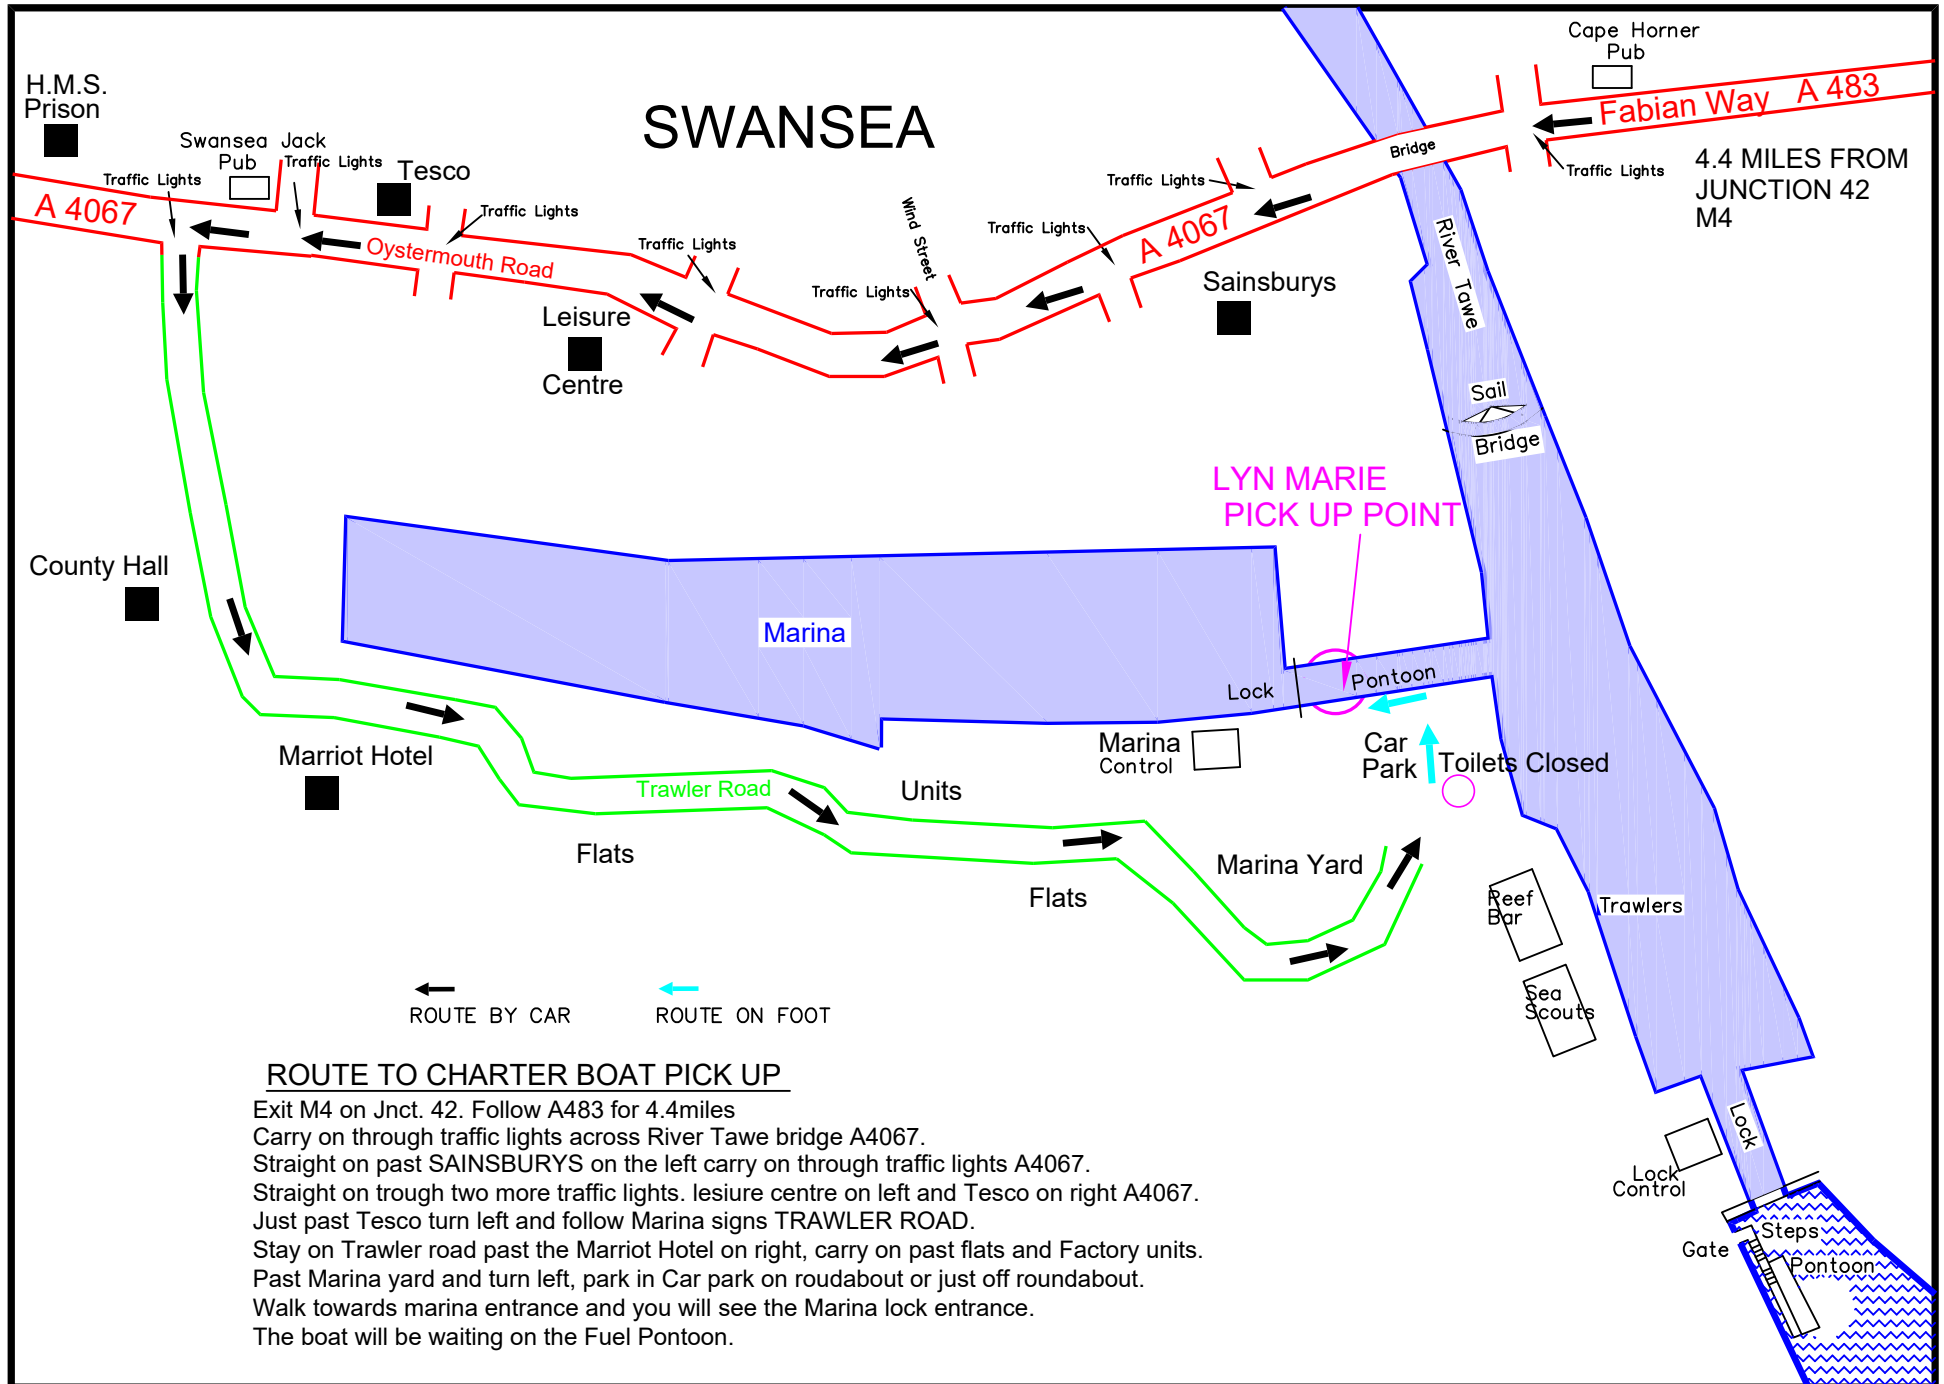 SWANSEA
Cape Horner
Pub
Fabian Way A 483
Traffic Lights
4.4 MILES FROM
JUNCTION 42
M4
Bridge
H.M.S.
Prison
Swansea Jack
Pub
Traffic Lights
Traffic Lights
Tesco
Traffic Lights
A 4067
Oystermouth Road
Traffic Lights
Leisure
Centre
Traffic Lights
Wind Street
Traffic Lights
Traffic Lights
A 4067
Sainsburys
River Tawe
Sail
Bridge
LYN MARIE
PICK UP POINT
County Hall
Marina
Lock
Pontoon
Marina
Control
Car
Park
Toilets Closed
Marriot Hotel
Trawler Road
Units
Flats
Flats
Marina Yard
Reef
Bar
Trawlers
Sea
Scouts
ROUTE BY CAR
ROUTE ON FOOT
Lock
Lock
Control
Steps
Gate
Pontoon
ROUTE TO CHARTER BOAT PICK UP
Exit M4 on Jnct. 42. Follow A483 for 4.4miles
Carry on through traffic lights across River Tawe bridge A4067.
Straight on past SAINSBURYS on the left carry on through traffic lights A4067.
Straight on trough two more traffic lights. lesiure centre on left and Tesco on right A4067.
Just past Tesco turn left and follow Marina signs TRAWLER ROAD.
Stay on Trawler road past the Marriot Hotel on right, carry on past flats and Factory units.
Past Marina yard and turn left, park in Car park on roudabout or just off roundabout.
Walk towards marina entrance and you will see the Marina lock entrance.
The boat will be waiting on the Fuel Pontoon.